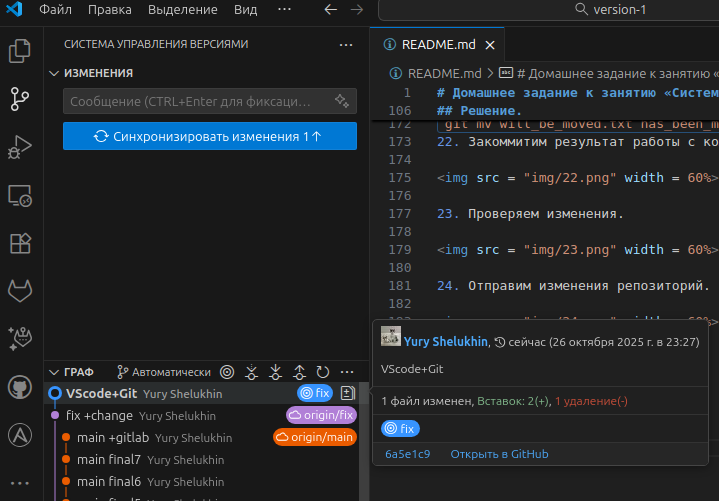 Файл Правка Выделение Вид ··· version-1
СИСТЕМА УПРАВЛЕНИЯ ВЕРСИЯМИ
ИЗМЕНЕНИЯ
Сообщение (CTRL+Enter для фиксаци...
Синхронизировать изменения 1↑
README.md
README.md > # Домашнее задание к занятию «
1 # Домашнее задание к занятию «Систем
106 ## Решение.
172 git mv will_be_moved.txt has_been_m
173 22. Закоммитим результат работы с ко
174
175 <img src = "img/22.png" width = 60%>
176
177 23. Проверяем изменения.
178
179 <img src = "img/23.png" width = 60%>
180
181 24. Отправим изменения репозиторий.
182
ГРАФ Автоматически
VScode+Git Yury Shelukhin fix
fix +change Yury Shelukhin origin/fix
main +gitlab Yury Shelukhin origin/main
main final7 Yury Shelukhin
main final6 Yury Shelukhin
Yury Shelukhin, сейчас (26 октября 2025 г. в 23:27)
VScode+Git
1 файл изменен, Вставок: 2(+), 1 удаление(-)
fix
6a5e1c9 Открыть в GitHub